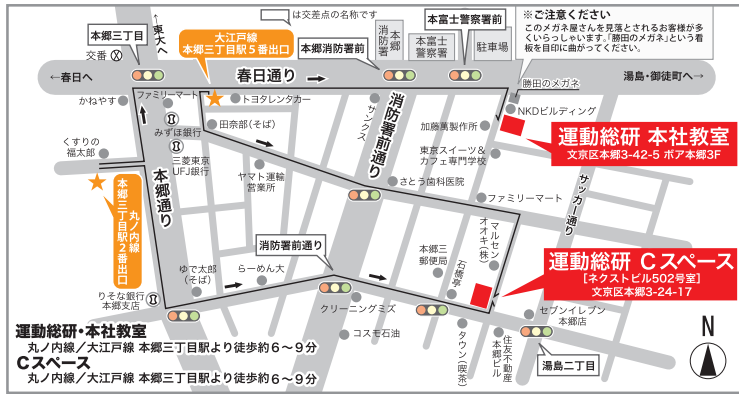 は交差点の名称です
※ご注意ください
このメガネ屋さんを見落とされるお客様が多
くいらっしゃいます。「勝田のメガネ」という看
板を目印に曲がってください。
←東大へ
本郷三丁目
交番
大江戸線
本郷三丁目駅5番出口
本郷消防署前
本郷
消防署
本富士
警察署
本富士警察署前
駐車場
←春日へ
春日通り
湯島・御徒町へ→
勝田のメガネ
かねやす
ファミリーマート
トヨタレンタカー
サンクス
NKDビルディング
みずほ銀行
田奈部(そば)
消防署前通り
加藤萬製作所
運動総研 本社教室
文京区本郷3-42-5 ボア本郷3F
くすりの
福太郎
三菱東京
UFJ銀行
本郷通り
ヤマト運輸
営業所
東京スイーツ&
カフェ専門学校
さとう歯科医院
ファミリーマート
サッカー通り
丸ノ内線
本郷三丁目駅2番出口
消防署前通り
マルセン
オオキ(株)
本郷三
郵便局
石橋亭
運動総研 Cスペース
[ネクストビル502号室]
文京区本郷3-24-17
ゆで太郎
(そば)
らーめん大
りそな銀行
本郷支店
クリーニングミズ
コスモ石油
セブンイレブン
本郷店
タウン(喫茶)
住友不動産
本郷ビル
湯島二丁目
N
運動総研・本社教室
丸ノ内線/大江戸線 本郷三丁目駅より徒歩約6〜9分
Cスペース
丸ノ内線/大江戸線 本郷三丁目駅より徒歩約6〜9分